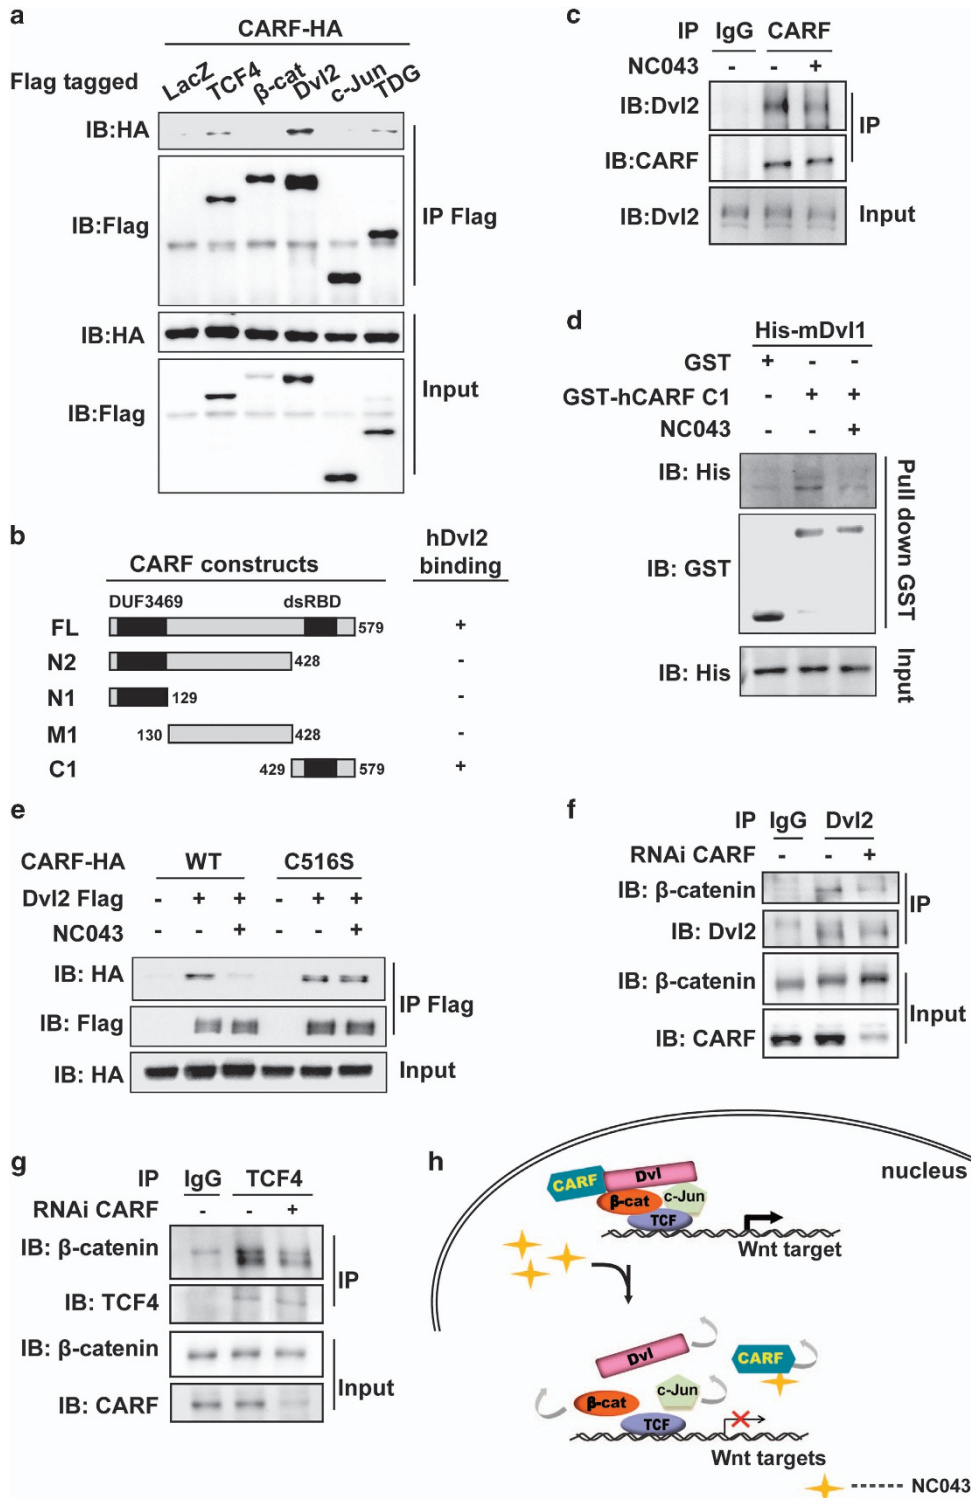 a
CARF-HA
Flag tagged LacZ TCF4 β-cat Dvl2 c-Jun TDG
IB:HA
IB:Flag
IP Flag
IB:HA
IB:Flag
Input
b
CARF constructs
hDvl2
binding
DUF3469 dsRBD
FL 579 +
N2 428 -
N1 129 -
M1 130 428 -
C1 429 579 +
c
IP IgG CARF
NC043 - - +
IB:Dvl2
IB:CARF
IP
IB:Dvl2 Input
d
His-mDvl1
GST + - -
GST-hCARF C1 - + +
NC043 - - +
IB: His
IB: GST
Pull down GST
IB: His
Input
e
CARF-HA WT C516S
Dvl2 Flag - + + - + +
NC043 - - + - - +
IB: HA
IB: Flag
IP Flag
IB: HA Input
f
IP IgG Dvl2
RNAi CARF - - +
IB: β-catenin
IB: Dvl2
IP
IB: β-catenin
IB: CARF
Input
g
IP IgG TCF4
RNAi CARF - - +
IB: β-catenin
IB: TCF4
IP
IB: β-catenin
IB: CARF
Input
h
nucleus
CARF Dvl
β-cat c-Jun
TCF
Wnt target
Dvl
CARF
β-cat c-Jun
TCF
Wnt targets
NC043